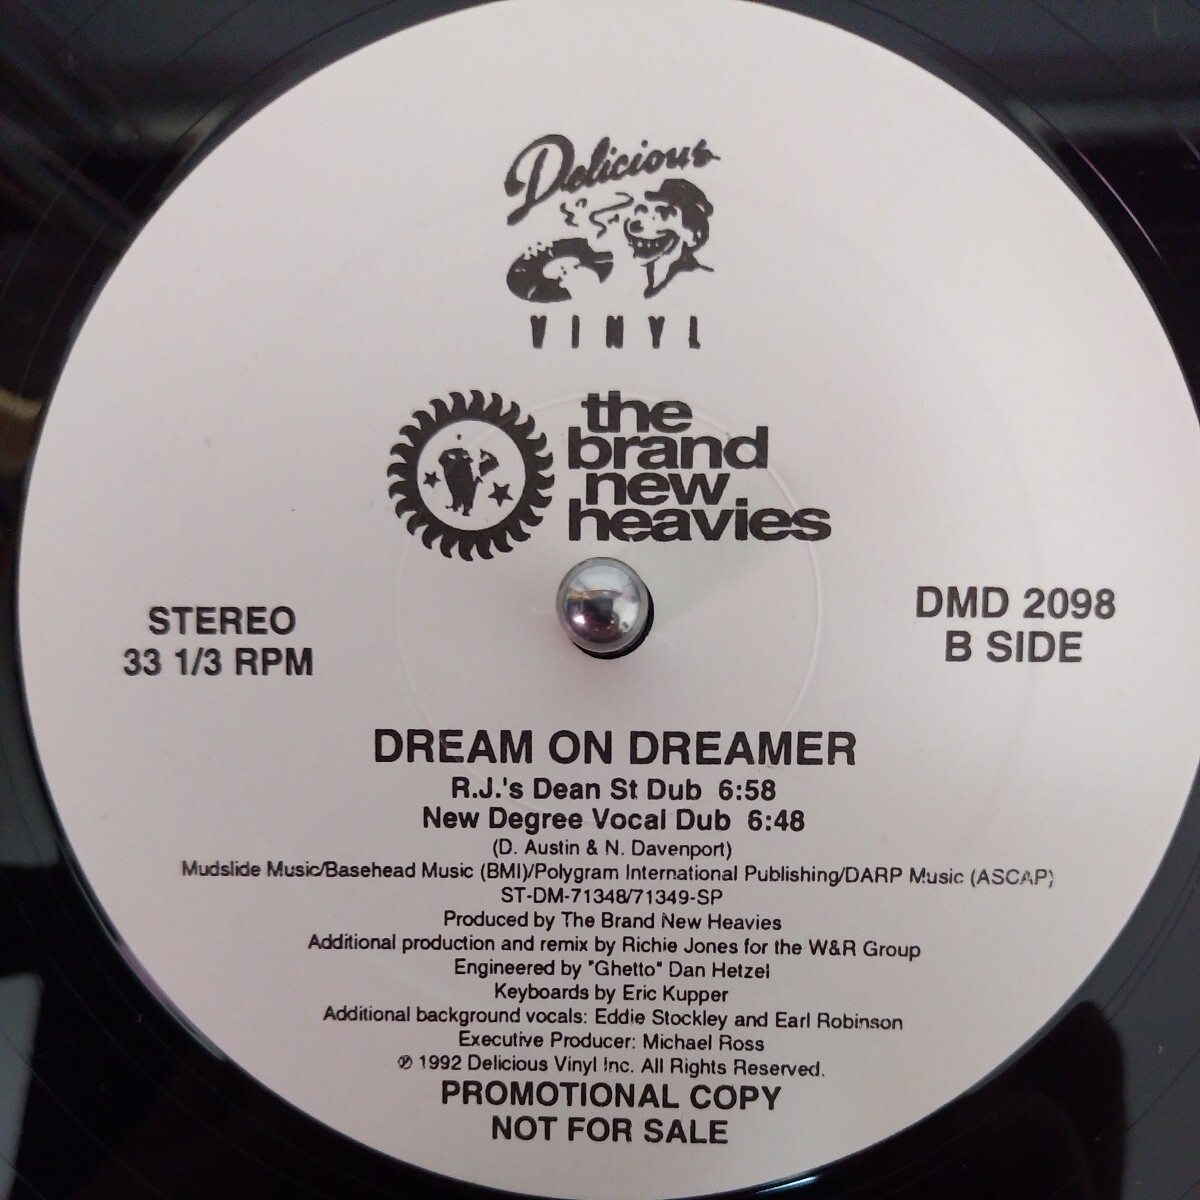 Delicious
VINYL
the
brand
new
heavies
STEREO
33 1/3 RPM
DMD 2098
B SIDE
DREAM ON DREAMER
R.J.'s Dean St Dub 6:58
New Degree Vocal Dub 6:48
(D. Austin & N. Davenport)
Mudslide Music/Basehead Music (BMI)/Polygram International Publishing/DARP Music (ASCAP)
ST-DM-71348/71349-SP
Produced by The Brand New Heavies
Additional production and remix by Richie Jones for the W&R Group
Engineered by "Ghetto" Dan Hetzel
Keyboards by Eric Kupper
Additional background vocals: Eddie Stockley and Earl Robinson
Executive Producer: Michael Ross
℗ 1992 Delicious Vinyl Inc. All Rights Reserved.
PROMOTIONAL COPY
NOT FOR SALE